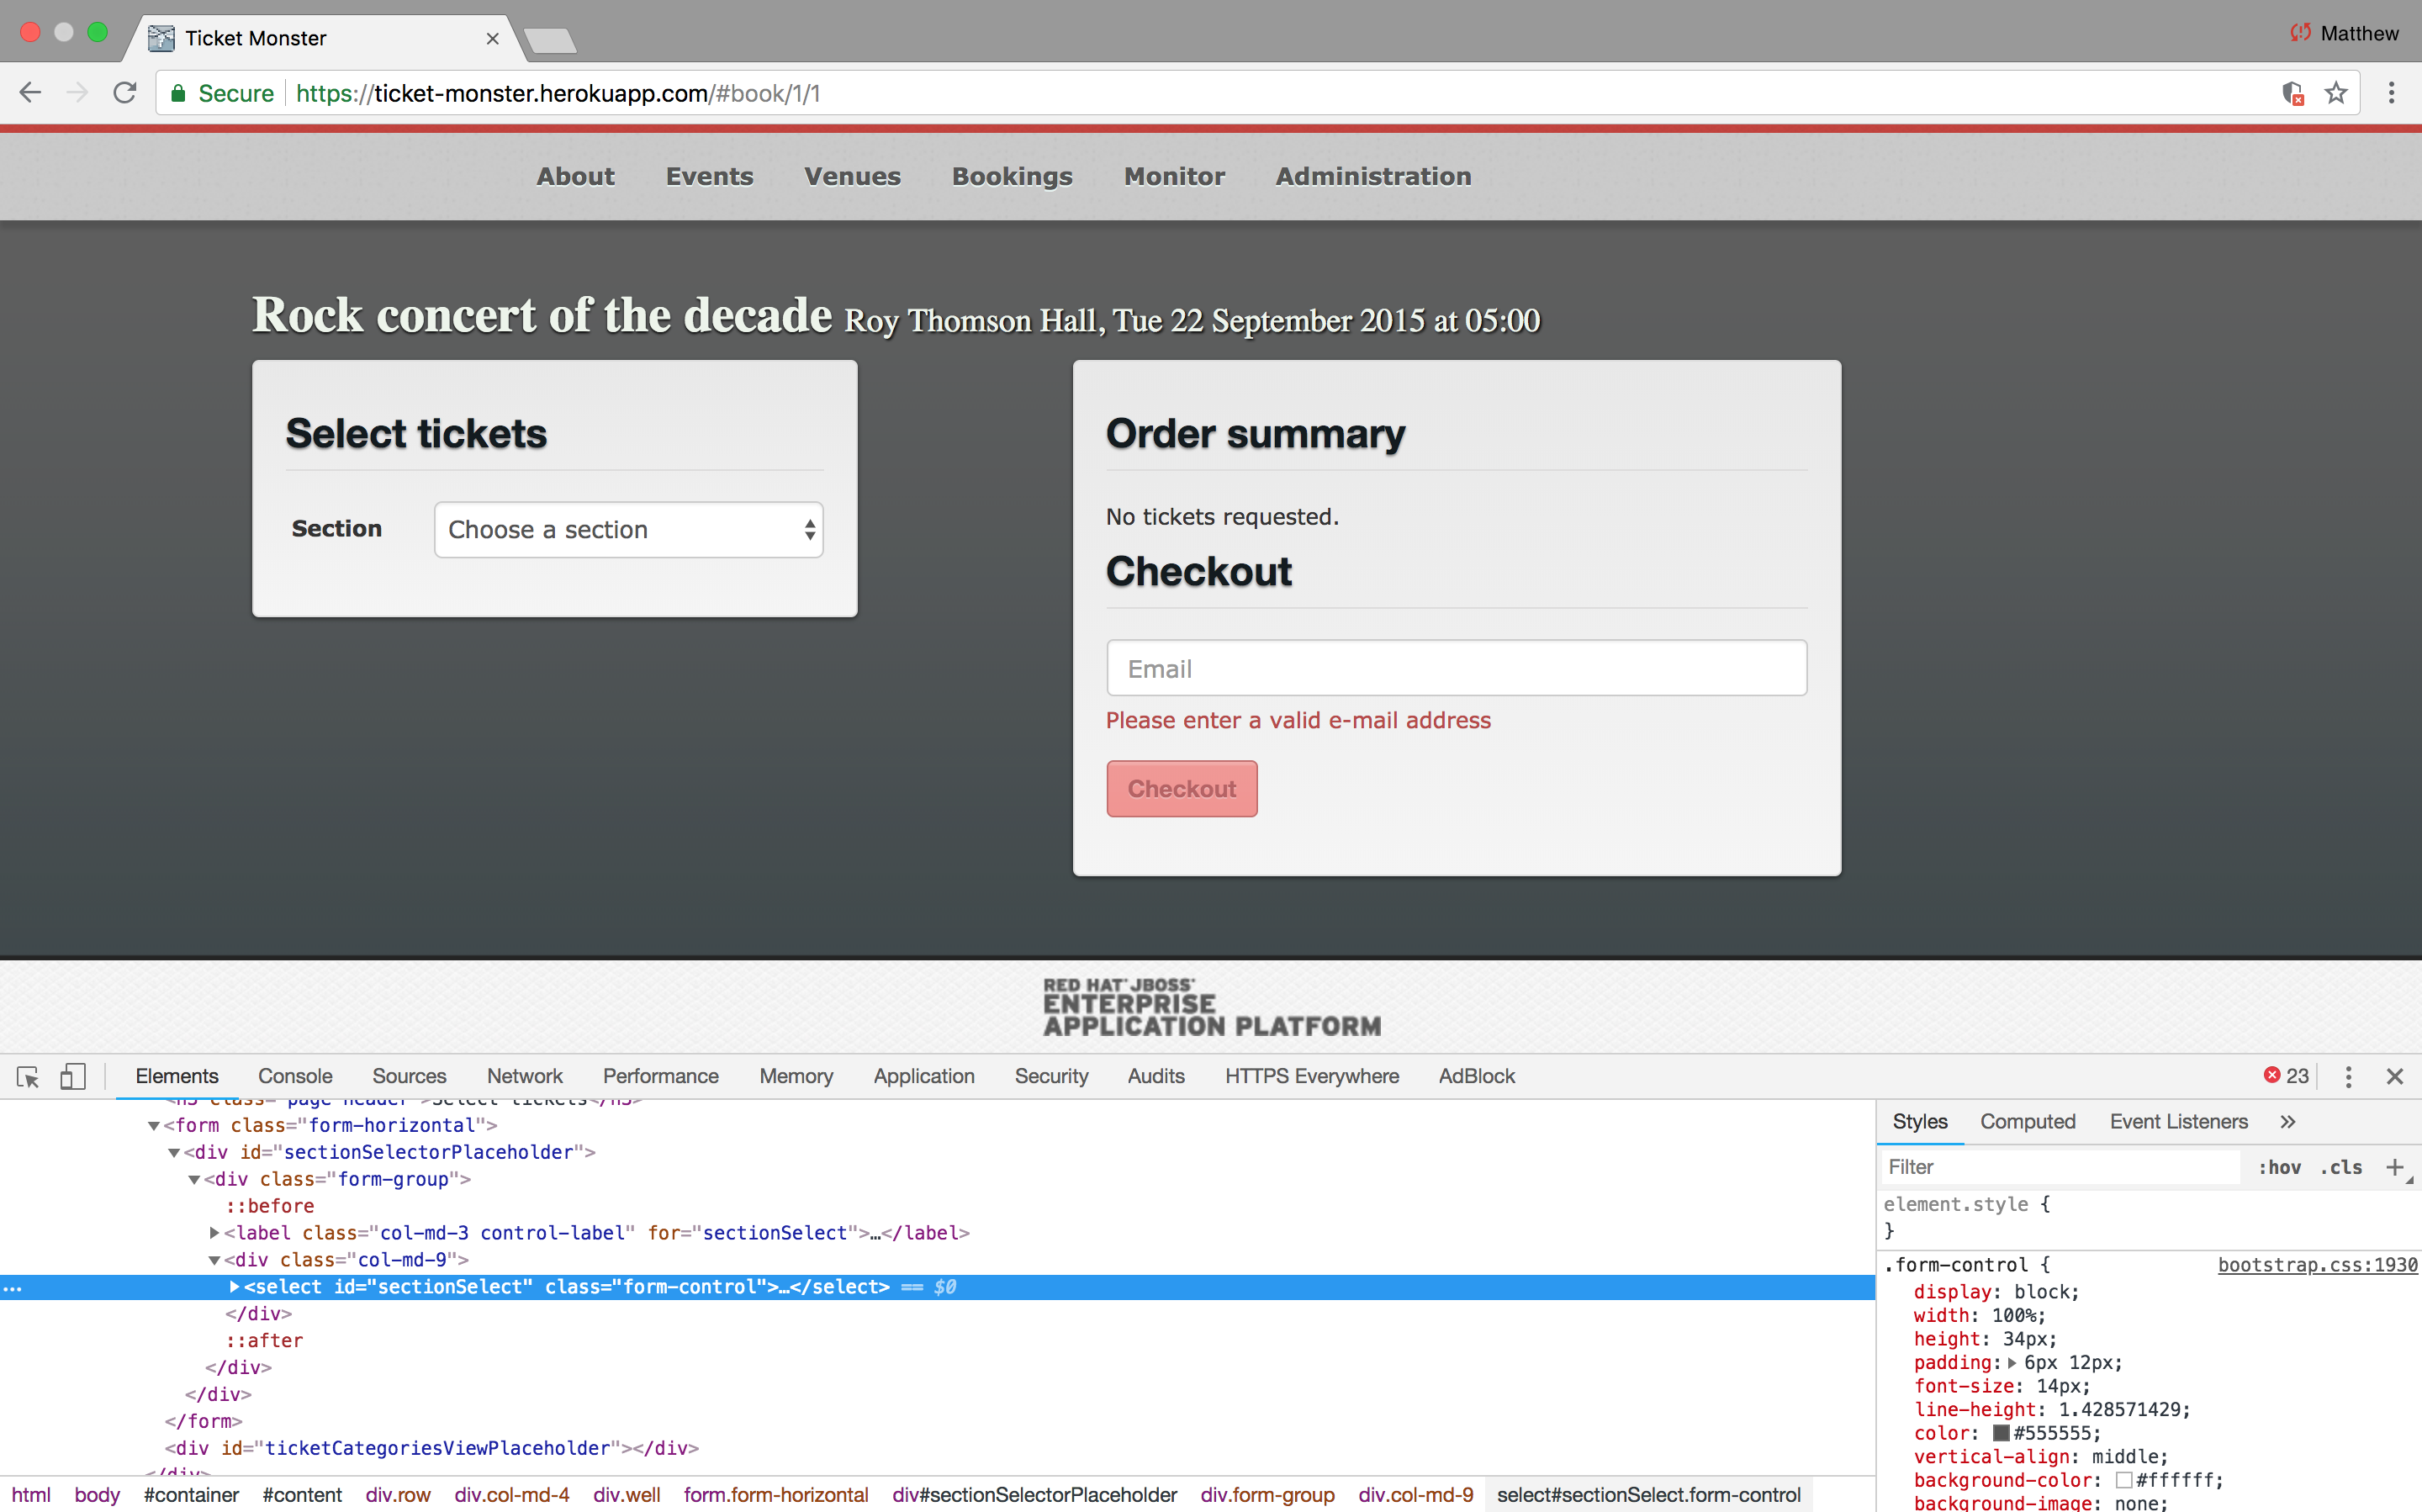 Ticket Monster
Matthew
Secure https://ticket-monster.herokuapp.com/#book/1/1
About Events Venues Bookings Monitor Administration
Rock concert of the decade Roy Thomson Hall, Tue 22 September 2015 at 05:00
Select tickets
Section Choose a section
Order summary
No tickets requested.
Checkout
Email
Please enter a valid e-mail address
Checkout
RED HAT® JBOSS®
ENTERPRISE
APPLICATION PLATFORM
Elements Console Sources Network Performance Memory Application Security Audits HTTPS Everywhere AdBlock 23
<h3 class="page-header">Select tickets</h3>
<form class="form-horizontal">
<div id="sectionSelectorPlaceholder">
<div class="form-group">
::before
<label class="col-md-3 control-label" for="sectionSelect">…</label>
<div class="col-md-9">
... <select id="sectionSelect" class="form-control">…</select> == $0
</div>
::after
</div>
</div>
</form>
<div id="ticketCategoriesViewPlaceholder"></div>
</div>
html body #container #content div.row div.col-md-4 div.well form.form-horizontal div#sectionSelectorPlaceholder div.form-group div.col-md-9 select#sectionSelect.form-control
Styles Computed Event Listeners »
Filter :hov .cls +
element.style {
}
.form-control { bootstrap.css:1930
display: block;
width: 100%;
height: 34px;
padding: 6px 12px;
font-size: 14px;
line-height: 1.428571429;
color: #555555;
vertical-align: middle;
background-color: #ffffff;
background-image: none;